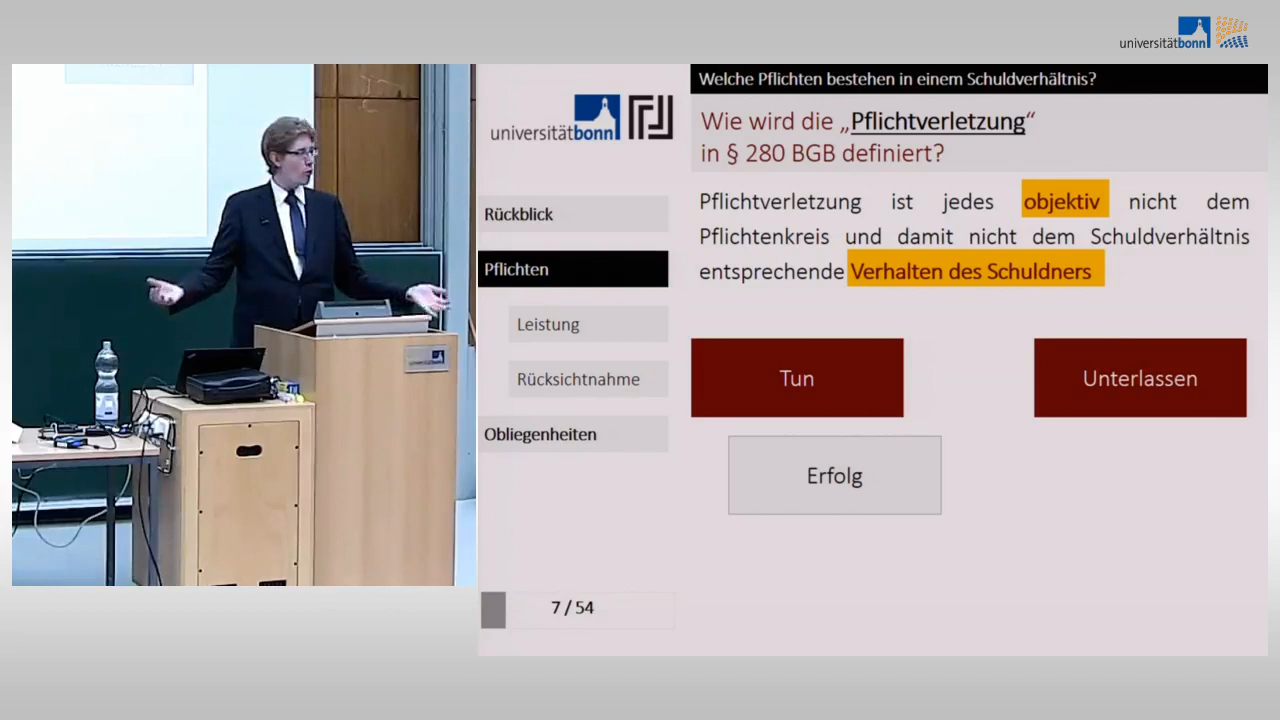 universitätbonn
universitätbonn
Rückblick
Pflichten
Leistung
Rücksichtnahme
Obliegenheiten
7 / 54
Welche Pflichten bestehen in einem Schuldverhältnis?
Wie wird die „Pflichtverletzung“
in § 280 BGB definiert?
Pflichtverletzung ist jedes objektiv nicht dem
Pflichtenkreis und damit nicht dem Schuldverhältnis
entsprechende Verhalten des Schuldners
Tun
Unterlassen
Erfolg